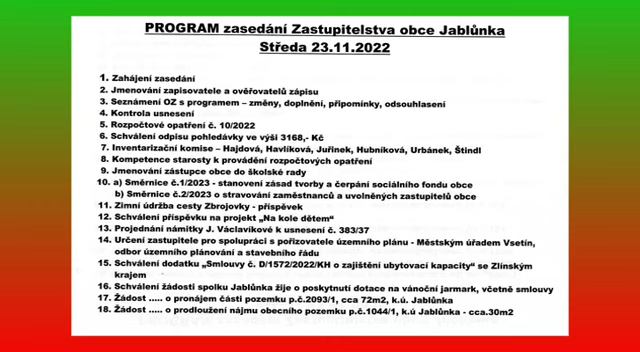 PROGRAM zasedání Zastupitelstva obce Jablůnka
Středa 23.11.2022
1. Zahájení zasedání
2. Jmenování zapisovatele a ověřovatelů zápisu
3. Seznámení OZ s programem – změny, doplnění, připomínky, odsouhlasení
4. Kontrola usnesení
5. Rozpočtové opatření č. 10/2022
6. Schválení odpisu pohledávky ve výši 3168,- Kč
7. Inventarizační komise – Hajdová, Havlíková, Juřinek, Hubníková, Urbánek, Štindl
8. Kompetence starosty k provádění rozpočtových opatření
9. Jmenování zástupce obce do školské rady
10. a) Směrnice č.1/2023 - stanovení zásad tvorby a čerpání sociálního fondu obce
b) Směrnice č.2/2023 o stravování zaměstnanců a uvolněných zastupitelů obce
11. Zimní údržba cesty Zbrojovky - příspěvek
12. Schválení příspěvku na projekt „Na kole dětem“
13. Projednání námitky J. Václavíkové k usnesení č. 383/37
14. Určení zastupitele pro spolupráci s pořizovatele územního plánu - Městským úřadem Vsetín,
odbor územního plánování a stavebního řádu
15. Schválení dodatku „Smlouvy č. D/1572/2022/KH o zajištění ubytovací kapacity“ se Zlínským
krajem
16. Schválení žádosti spolku Jablůnka žije o poskytnutí dotace na vánoční jarmark, včetně smlouvy
17. Žádost ..... o pronájem části pozemku p.č.2093/1, cca 72m2, k.ú. Jablůnka
18. Žádost ..... o prodloužení nájmu obecního pozemku p.č.1044/1, k.ú Jablůnka - cca.30m2